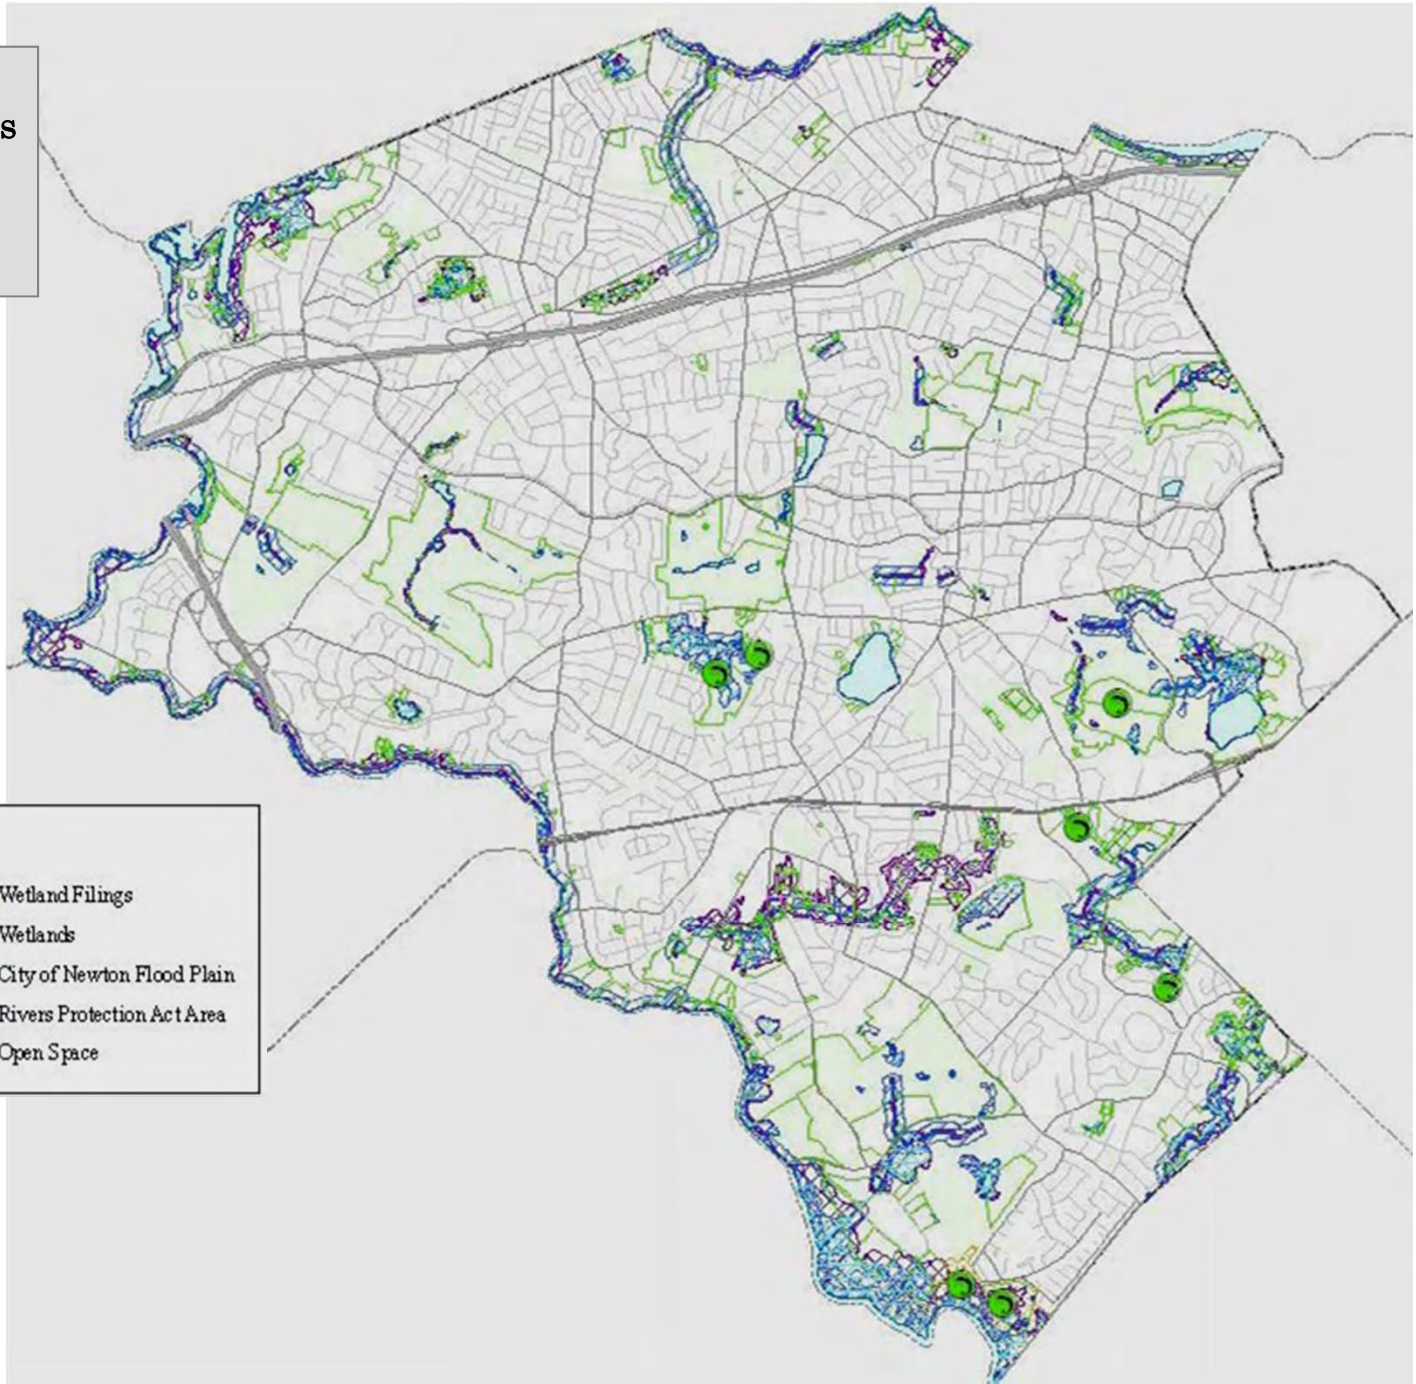 s
Wetland Filings
Wetlands
City of Newton Flood Plain
Rivers Protection Act Area
Open Space